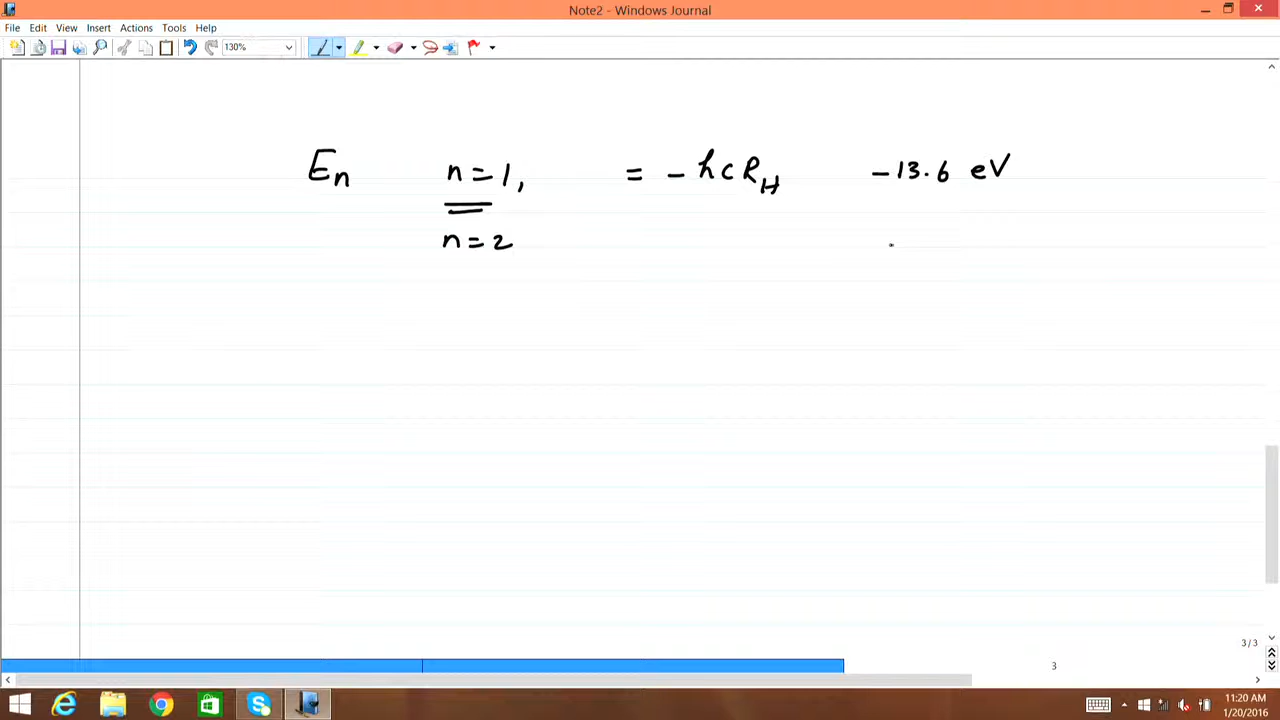 Note2 - Windows Journal
File Edit View Insert Actions Tools Help
130%
En n=1, = -hcRH -13.6 eV
n=2
3/3
3
11:20 AM
1/20/2016